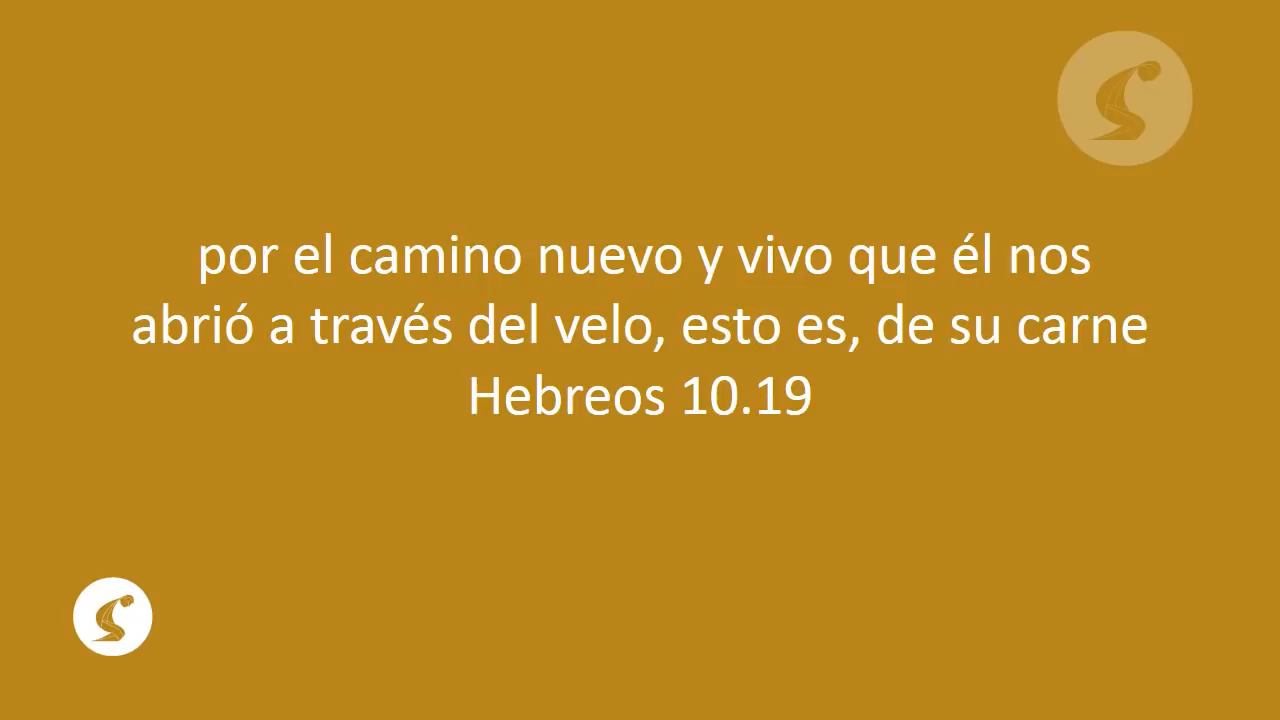 por el camino nuevo y vivo que él nos
abrió a través del velo, esto es, de su carne
Hebreos 10.19